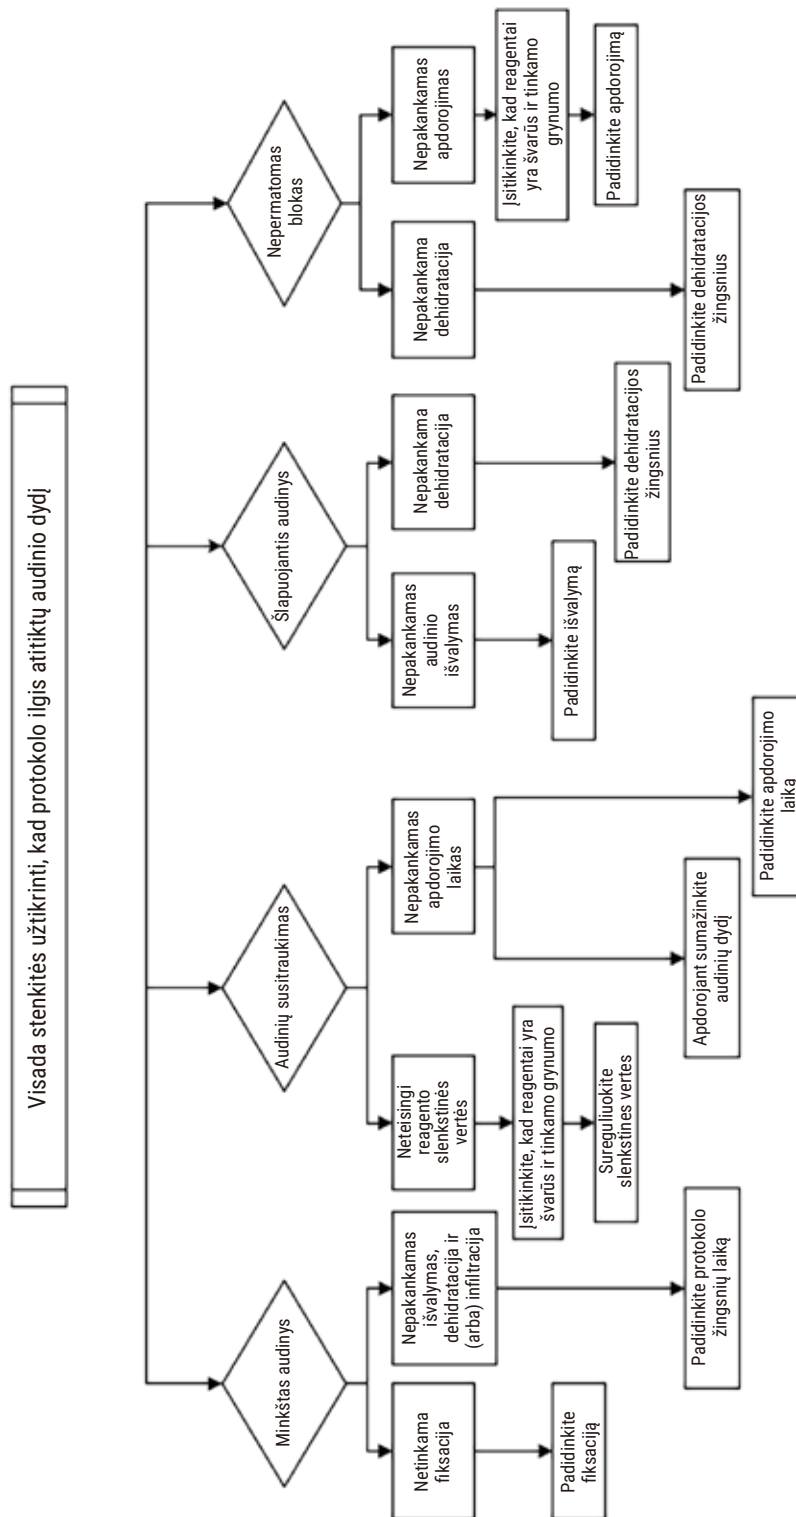 Visada stenkitės užtikrinti, kad protokolo ilgis atitiktų audinio dydį
Minkštas audinys
Netinkama
fiksacija
Padidinkite
fiksaciją
Nepakankamas
išvalymas,
dehidratacija ir
(arba) infiltracija
Padidinkite protokolo
žingsnių laiką
Audinių susitraukimas
Neteisingi
reagento
slenkstinės
vertės
Įsitikinkite, kad reagentai yra
švarūs ir tinkamo grynumo
Sureguliuokite
slenkstines vertes
Nepakankamas
apdorojimo
laikas
Apdorojant sumažinkite
audinių dydį
Padidinkite apdorojimo
laiką
Šlapuojantis audinys
Nepakankamas
audinio
išvalymas
Padidinkite išvalymą
Nepakankama
dehidratacija
Padidinkite dehidratacijos
žingsnius
Nepermatomas
blokas
Nepakankama
dehidratacija
Padidinkite dehidratacijos
žingsnius
Nepakankamas
apdorojimas
Įsitikinkite, kad reagentai
yra švarūs ir tinkamo
grynumo
Padidinkite apdorojimą